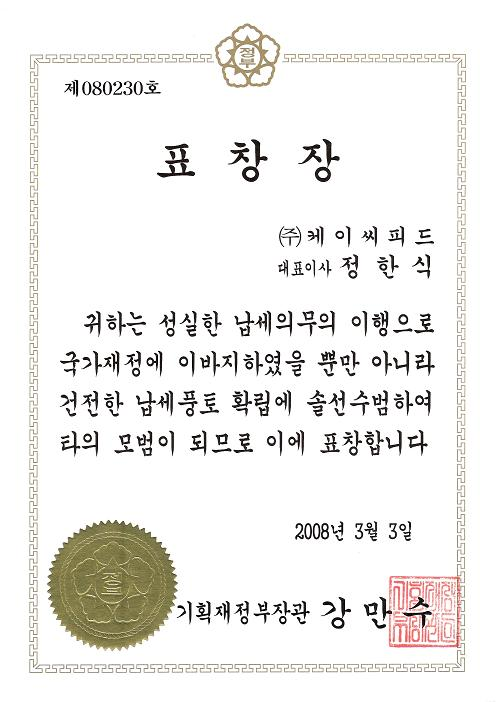 정부
제080230호
표 창 장
㈜케이씨피드
대표이사 정 한 식
귀하는 성실한 납세의무의 이행으로
국가재정에 이바지하였을 뿐만 아니라
건전한 납세풍토 확립에 솔선수범하여
타의 모범이 되므로 이에 표창합니다
2008년 3월 3일
기획재정부장관 강 만 수